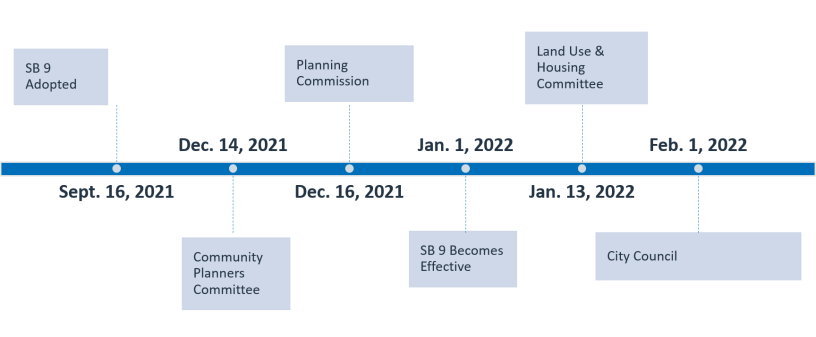 SB 9
Adopted
Planning
Commission
Land Use &
Housing
Committee
Dec. 14, 2021
Jan. 1, 2022
Feb. 1, 2022
Sept. 16, 2021
Dec. 16, 2021
Jan. 13, 2022
Community
Planners
Committee
SB 9 Becomes
Effective
City Council